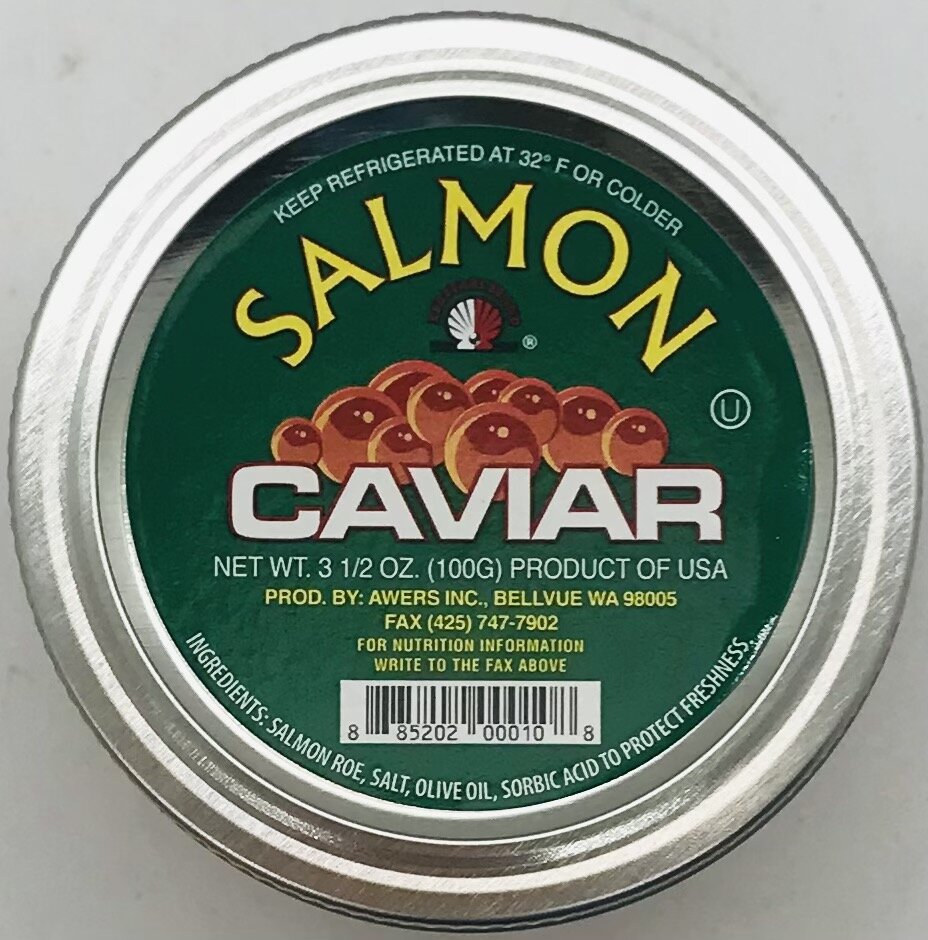 KEEP REFRIGERATED AT 32° F OR COLDER
SALMON
®
U
CAVIAR
NET WT. 3 1/2 OZ. (100G) PRODUCT OF USA
PROD. BY: AWERS INC., BELLVUE WA 98005
FAX (425) 747-7902
FOR NUTRITION INFORMATION
WRITE TO THE FAX ABOVE
8 85202 00010 8
INGREDIENTS: SALMON ROE, SALT, OLIVE OIL, SORBIC ACID TO PROTECT FRESHNESS